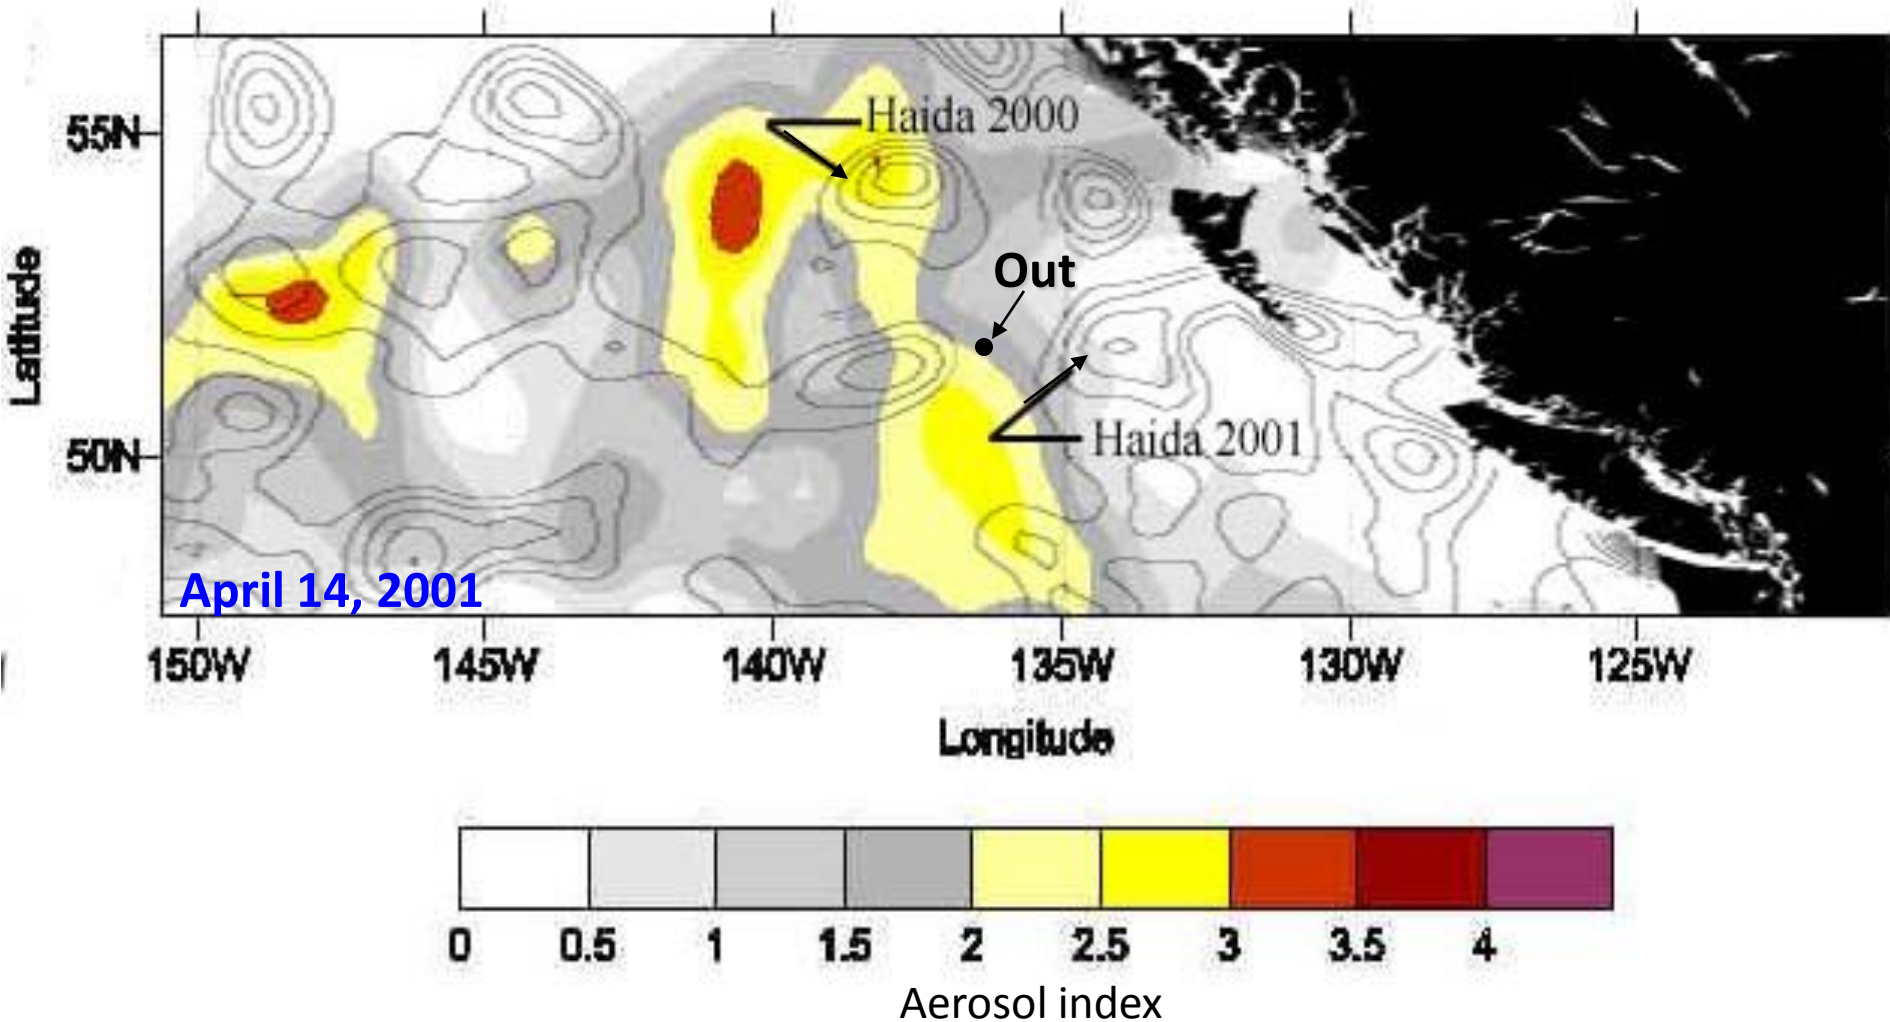 Haida 2000
55N
Out
Latitude
Haida 2001
50N
April 14, 2001
150W 145W 140W 135W 130W 125W
Longitude
0 0.5 1 1.5 2 2.5 3 3.5 4
Aerosol index